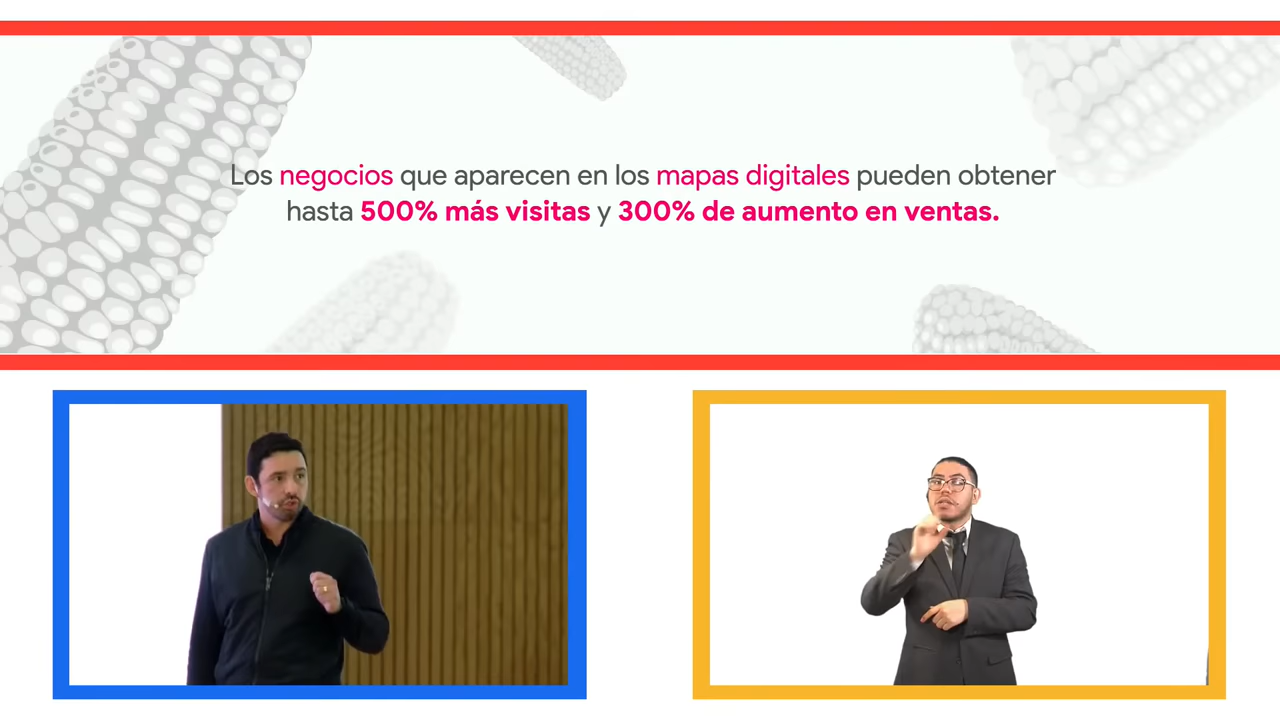 Los negocios que aparecen en los mapas digitales pueden obtener
hasta 500% más visitas y 300% de aumento en ventas.